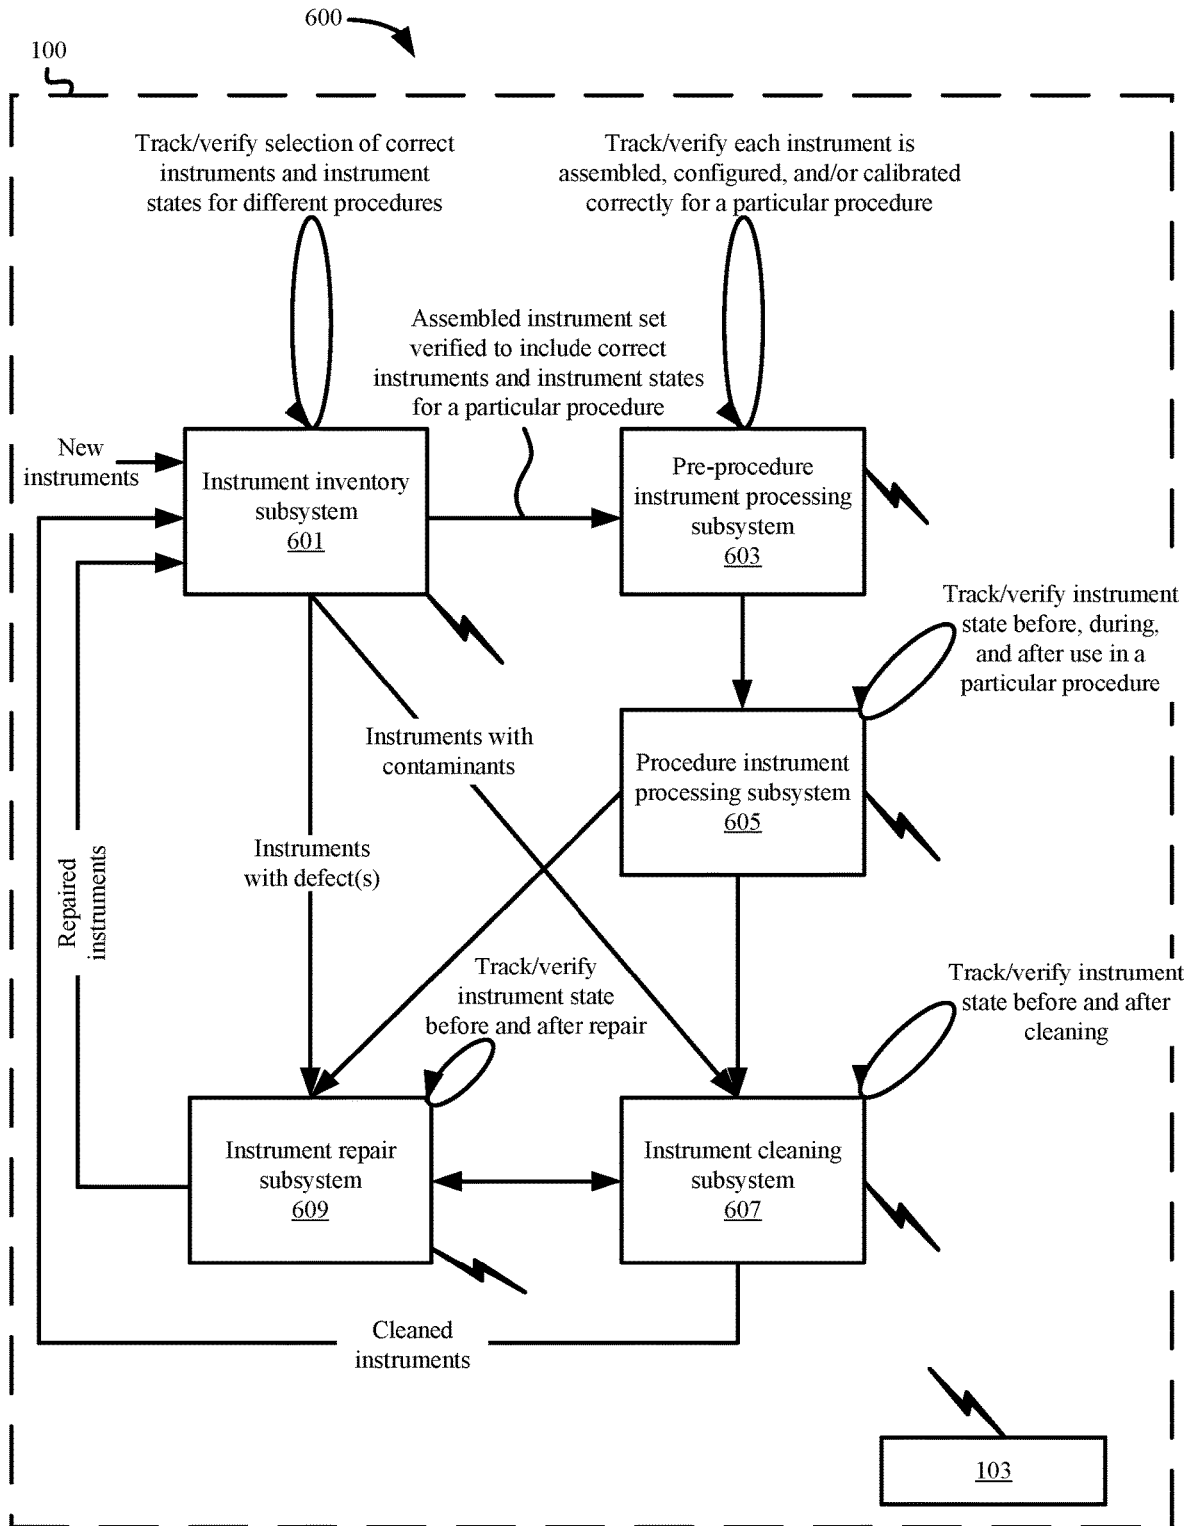 600
100
Track/verify selection of correct
instruments and instrument
states for different procedures
Track/verify each instrument is
assembled, configured, and/or calibrated
correctly for a particular procedure
Assembled instrument set
verified to include correct
instruments and instrument states
for a particular procedure
New
instruments
Instrument inventory
subsystem
601
Pre-procedure
instrument processing
subsystem
603
Track/verify instrument
state before, during,
and after use in a
particular procedure
Instruments with
contaminants
Procedure instrument
processing subsystem
605
Instruments
with defect(s)
Repaired
instruments
Track/verify
instrument state
before and after repair
Track/verify instrument
state before and after
cleaning
Instrument repair
subsystem
609
Instrument cleaning
subsystem
607
Cleaned
instruments
103